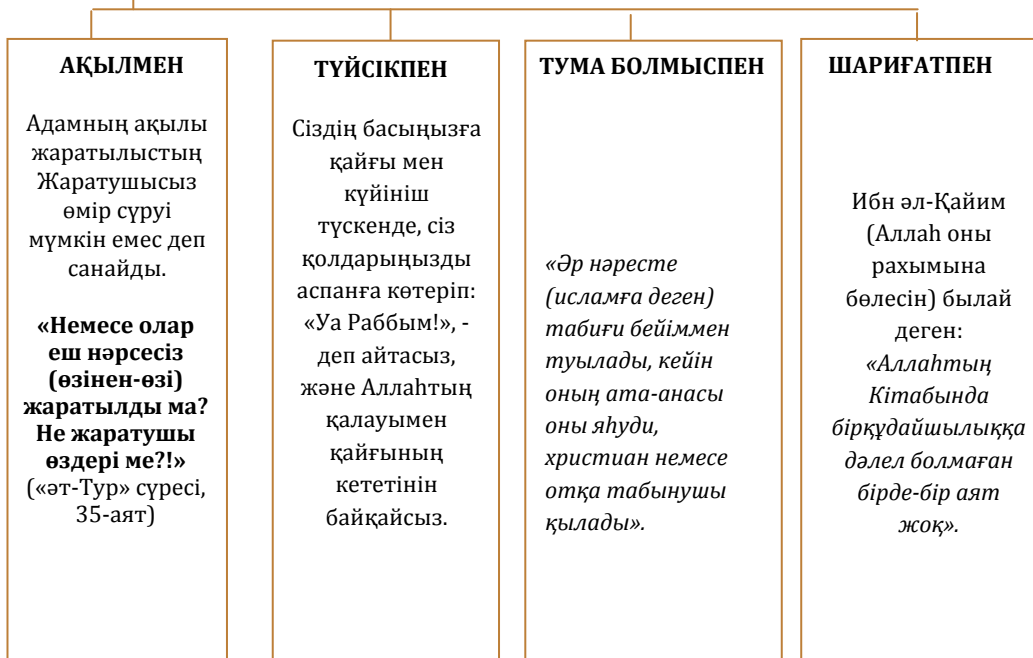 АҚЫЛМЕН
Адамның ақылы
жаратылыстың
Жаратушысыз
өмір сүруі
мүмкін емес деп
санайды.
«Немесе олар
еш нәрсесіз
(өзінен-өзі)
жаратылды ма?
Не жаратушы
өздері ме?!»
(«әт-Тур» сүресі,
35-аят)
ТҮЙСІКПЕН
Сіздің басыңызға
қайғы мен
күйініш
түскенде, сіз
қолдарыңызды
аспанға көтеріп:
«Уа Раббым!», -
деп айтасыз,
және Аллаһтың
қалауымен
қайғының
кететінін
байқайсыз.
ТУМА БОЛМЫСПЕН
«Әр нәресте
(исламға деген)
табиғи бейіммен
туылады, кейін
оның ата-анасы
оны яһуди,
христиан немесе
отқа табынушы
қылады».
ШАРИҒАТПЕН
Ибн әл-Қайим
(Аллаһ оны
рахымына
бөлесін) былай
деген:
«Аллаһтың
Кітабында
бірқұдайшылыққа
дәлел болмаған
бірде-бір аят
жоқ».